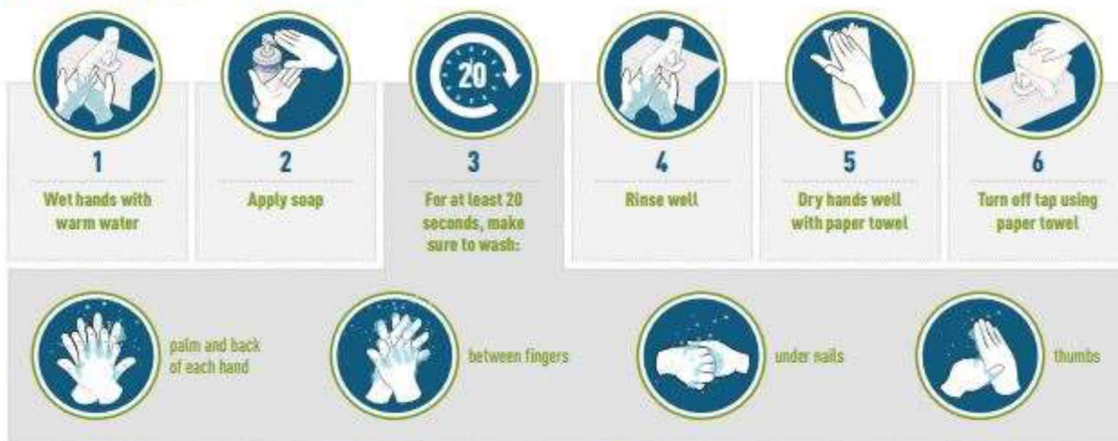 20
1
Wet hands with
warm water
2
Apply soap
3
For at least 20
seconds, make
sure to wash:
4
Rinse well
5
Dry hands well
with paper towel
6
Turn off tap using
paper towel
palm and back
of each hand
between fingers
under nails
thumbs